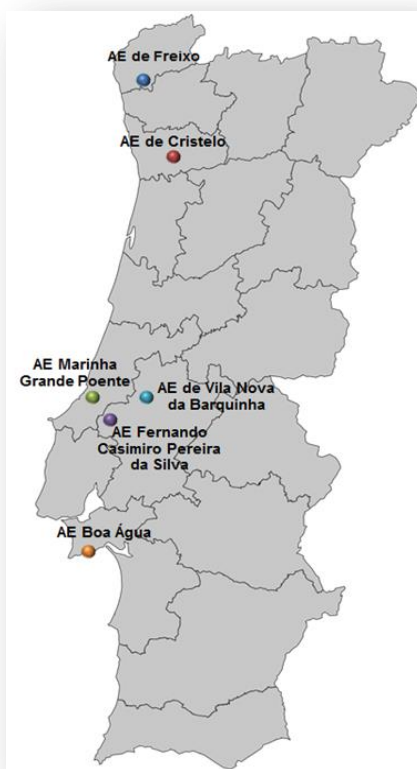 AE de Freixo
AE de Cristelo
AE Marinha
Grande Poente
AE de Vila Nova
da Barquinha
AE Fernando
Casimiro Pereira
da Silva
AE Boa Água